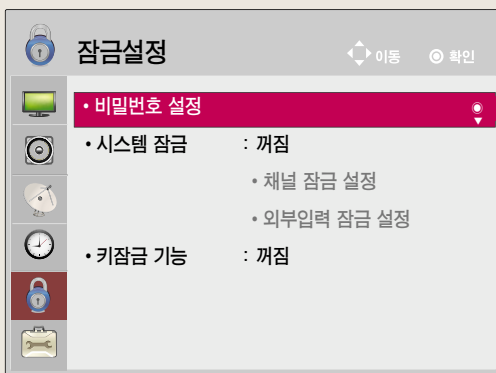 잠금설정 이동 확인
• 비밀번호 설정
• 시스템 잠금 : 꺼짐
• 채널 잠금 설정
• 외부입력 잠금 설정
• 키잠금 기능 : 꺼짐